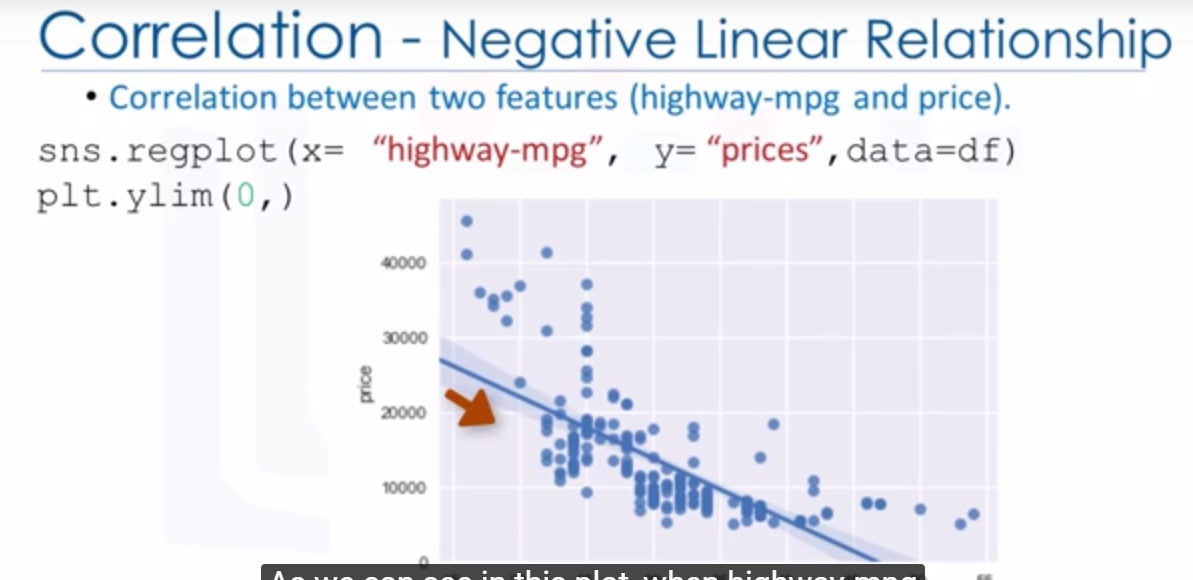 Correlation - Negative Linear Relationship
• Correlation between two features (highway-mpg and price).
sns.regplot(x= “highway-mpg”, y= “prices”,data=df)
plt.ylim(0,)
40000
30000
price
20000
10000
0
As we can see in this plot, when highway-mpg